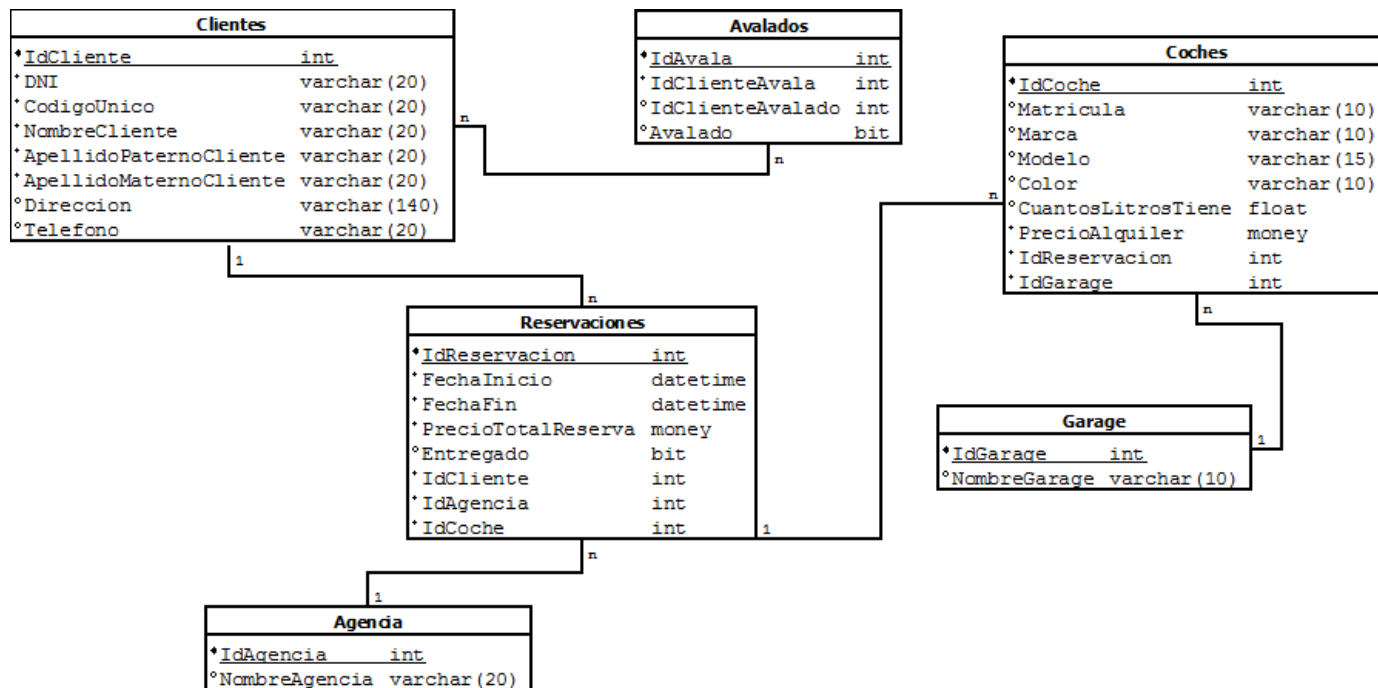 Clientes
IdCliente int
DNI varchar(20)
CodigoUnico varchar(20)
NombreCliente varchar(20)
ApellidoPaternoCliente varchar(20)
ApellidoMaternoCliente varchar(20)
Direccion varchar(140)
Telefono varchar(20)
n
1
Avalados
IdAvala int
IdClienteAvala int
IdClienteAvalado int
Avalado bit
n
Coches
IdCoche int
Matricula varchar(10)
Marca varchar(10)
Modelo varchar(15)
Color varchar(10)
CuantosLitrosTiene float
PrecioAlquiler money
IdReservacion int
IdGarage int
n
n
n
Reservaciones
IdReservacion int
FechaInicio datetime
FechaFin datetime
PrecioTotalReserva money
Entregado bit
IdCliente int
IdAgencia int
IdCoche int
1
n
Garage
IdGarage int
NombreGarage varchar(10)
1
1
Agencia
IdAgencia int
NombreAgencia varchar(20)